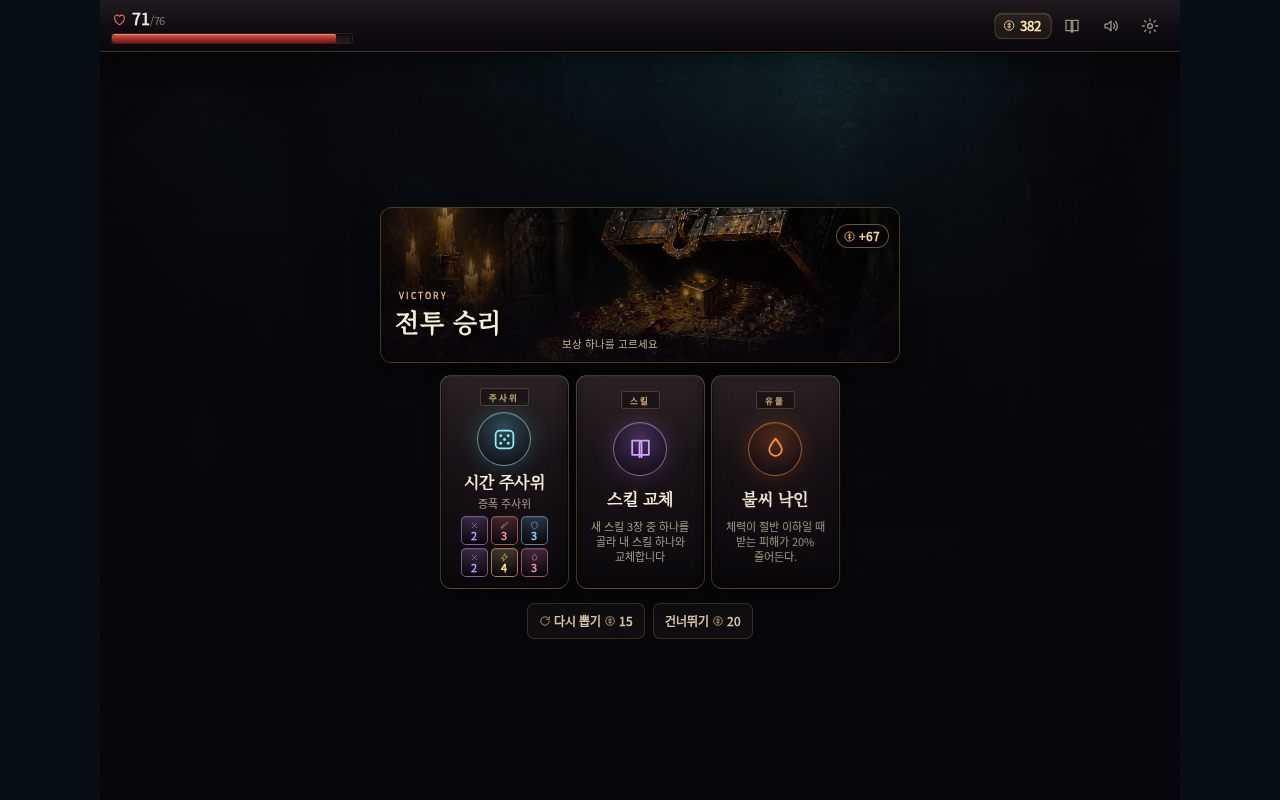 71/76
382
+67
VICTORY
전투 승리
보상 하나를 고르세요
주사위
시간 주사위
증폭 주사위
2 3 3
2 4 3
스킬
스킬 교체
새 스킬 3장 중 하나를
골라 내 스킬 하나와
교체합니다
유물
불씨 낙인
체력이 절반 이하일 때
받는 피해가 20%
줄어든다.
다시 뽑기 15
건너뛰기 20